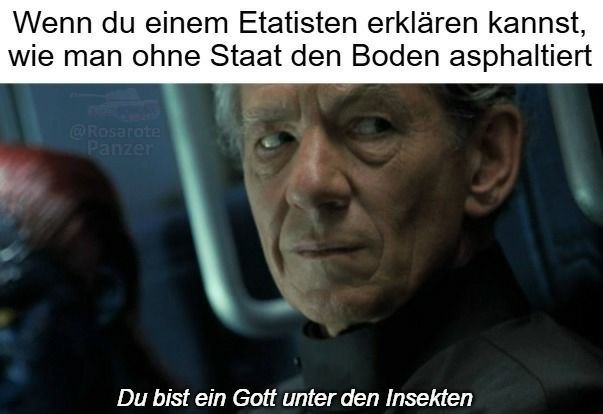 Wenn du einem Etatisten erklären kannst,
wie man ohne Staat den Boden asphaltiert
@Rosarote
Panzer
Du bist ein Gott unter den Insekten